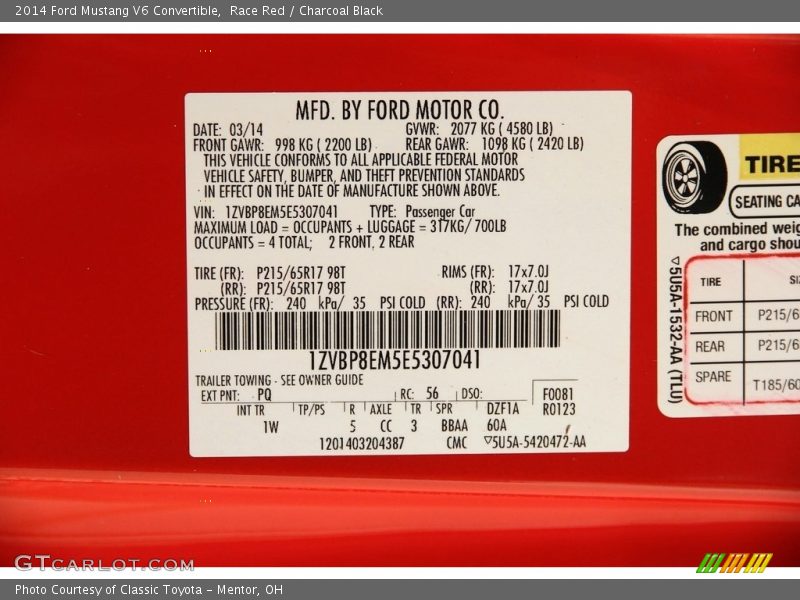 2014 Ford Mustang V6 Convertible,  Race Red / Charcoal Black
MFD. BY FORD MOTOR CO.
DATE: 03/14 GVWR: 2077 KG ( 4580 LB)
FRONT GAWR: 998 KG ( 2200 LB) REAR GAWR: 1098 KG ( 2420 LB)
THIS VEHICLE CONFORMS TO ALL APPLICABLE FEDERAL MOTOR
VEHICLE SAFETY, BUMPER, AND THEFT PREVENTION STANDARDS
IN EFFECT ON THE DATE OF MANUFACTURE SHOWN ABOVE.
VIN: 1ZVBP8EM5E5307041 TYPE: Passenger Car
MAXIMUM LOAD = OCCUPANTS + LUGGAGE = 317KG/ 700LB
OCCUPANTS = 4 TOTAL; 2 FRONT, 2 REAR
TIRE (FR): P215/65R17 98T RIMS (FR): 17x7.0J
(RR): P215/65R17 98T (RR): 17x7.0J
PRESSURE (FR): 240 kPa/ 35 PSI COLD (RR): 240 kPa/ 35 PSI COLD
1ZVBP8EM5E5307041
TRAILER TOWING - SEE OWNER GUIDE
EXT PNT: PQ RC: 56 DSO: F0081
INT TR TP/PS R AXLE TR SPR DZF1A R0123
1W 5 CC 3 BBAA 60A
1201403204387 CMC ▽5U5A-5420472-AA
TIRE
SEATING CA
The combined weig
and cargo shou
▽5U5A-1532-AA (TLU)
TIRE SI
FRONT P215/6
REAR P215/6
SPARE T185/60
GTCARLOT.COM
Photo Courtesy of Classic Toyota - Mentor, OH